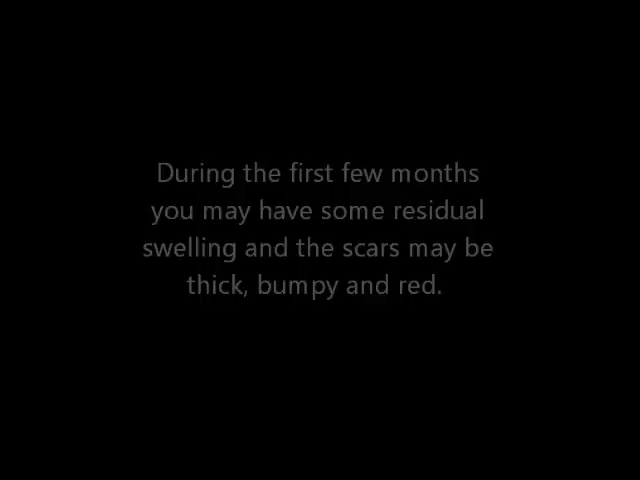 During the first few months
you may have some residual
swelling and the scars may be
thick, bumpy and red.